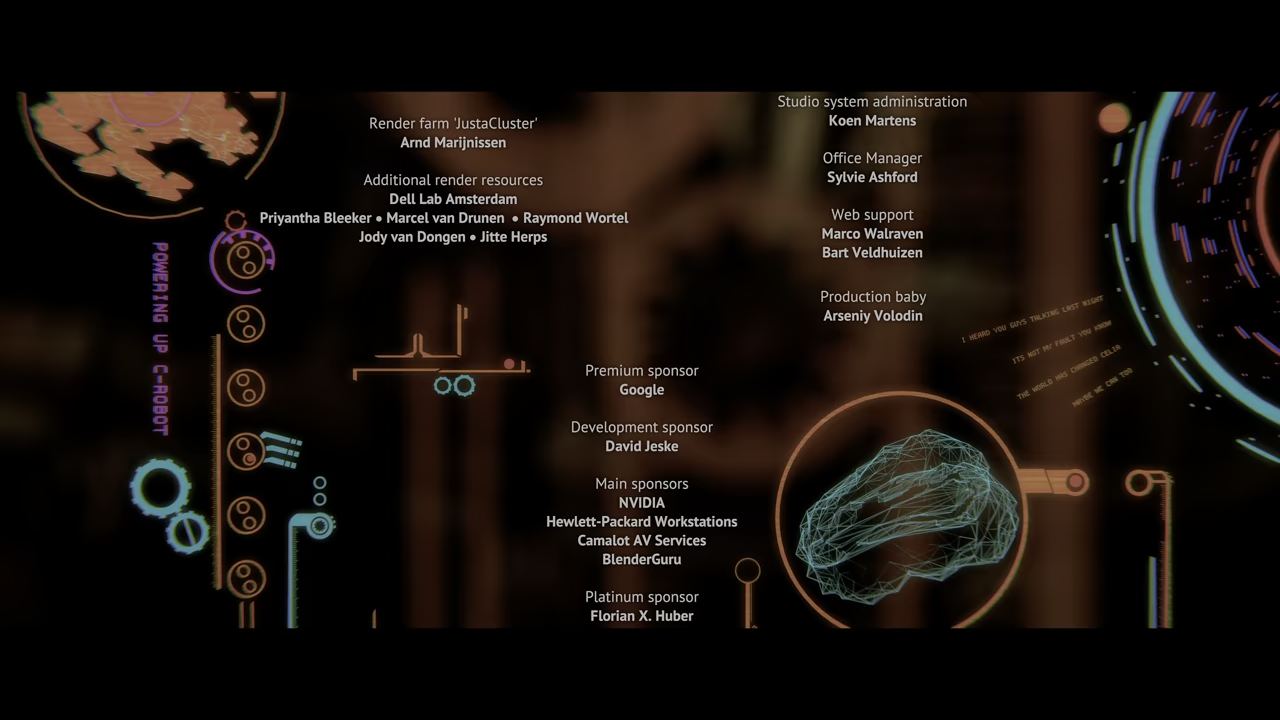 Render farm 'JustaCluster'
Arnd Marijnissen
Additional render resources
Dell Lab Amsterdam
Priyantha Bleeker • Marcel van Drunen • Raymond Wortel
Jody van Dongen • Jitte Herps
Studio system administration
Koen Martens
Office Manager
Sylvie Ashford
Web support
Marco Walraven
Bart Veldhuizen
Production baby
Arseniy Volodin
Premium sponsor
Google
Development sponsor
David Jeske
Main sponsors
NVIDIA
Hewlett-Packard Workstations
Camalot AV Services
BlenderGuru
Platinum sponsor
Florian X. Huber
POWERING UP C-ROBOT
I HEARD YOU GUYS TALKING LAST NIGHT
ITS NOT MY FAULT YOU KNOW
THE WORLD HAS CHANGED CELIA
MAYBE WE CAN TOO